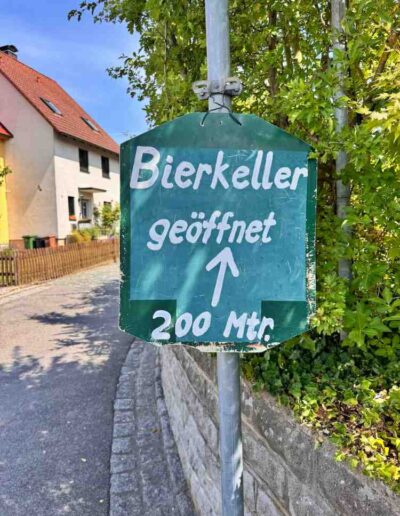 Bierkeller
geöffnet
↑
200 Mtr.